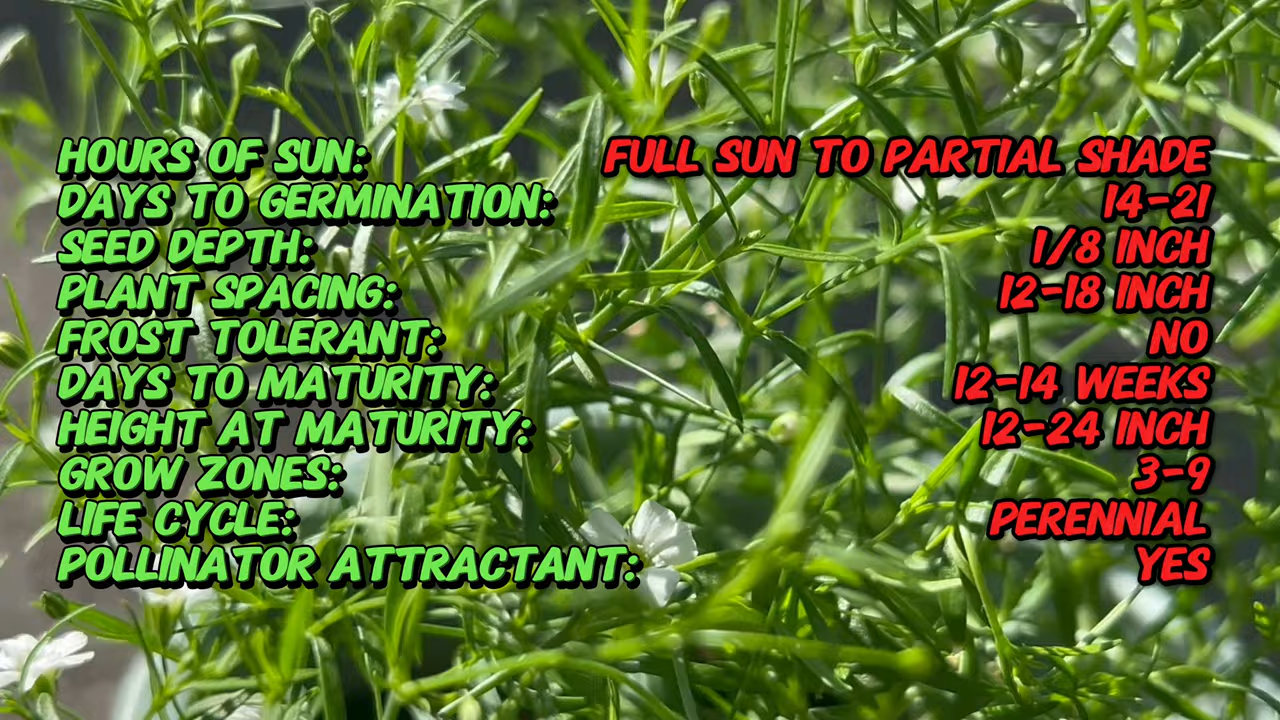 HOURS OF SUN: FULL SUN TO PARTIAL SHADE
DAYS TO GERMINATION: 14-21
SEED DEPTH: 1/8 INCH
PLANT SPACING: 12-18 INCH
FROST TOLERANT: NO
DAYS TO MATURITY: 12-14 WEEKS
HEIGHT AT MATURITY: 12-24 INCH
GROW ZONES: 3-9
LIFE CYCLE: PERENNIAL
POLLINATOR ATTRACTANT: YES